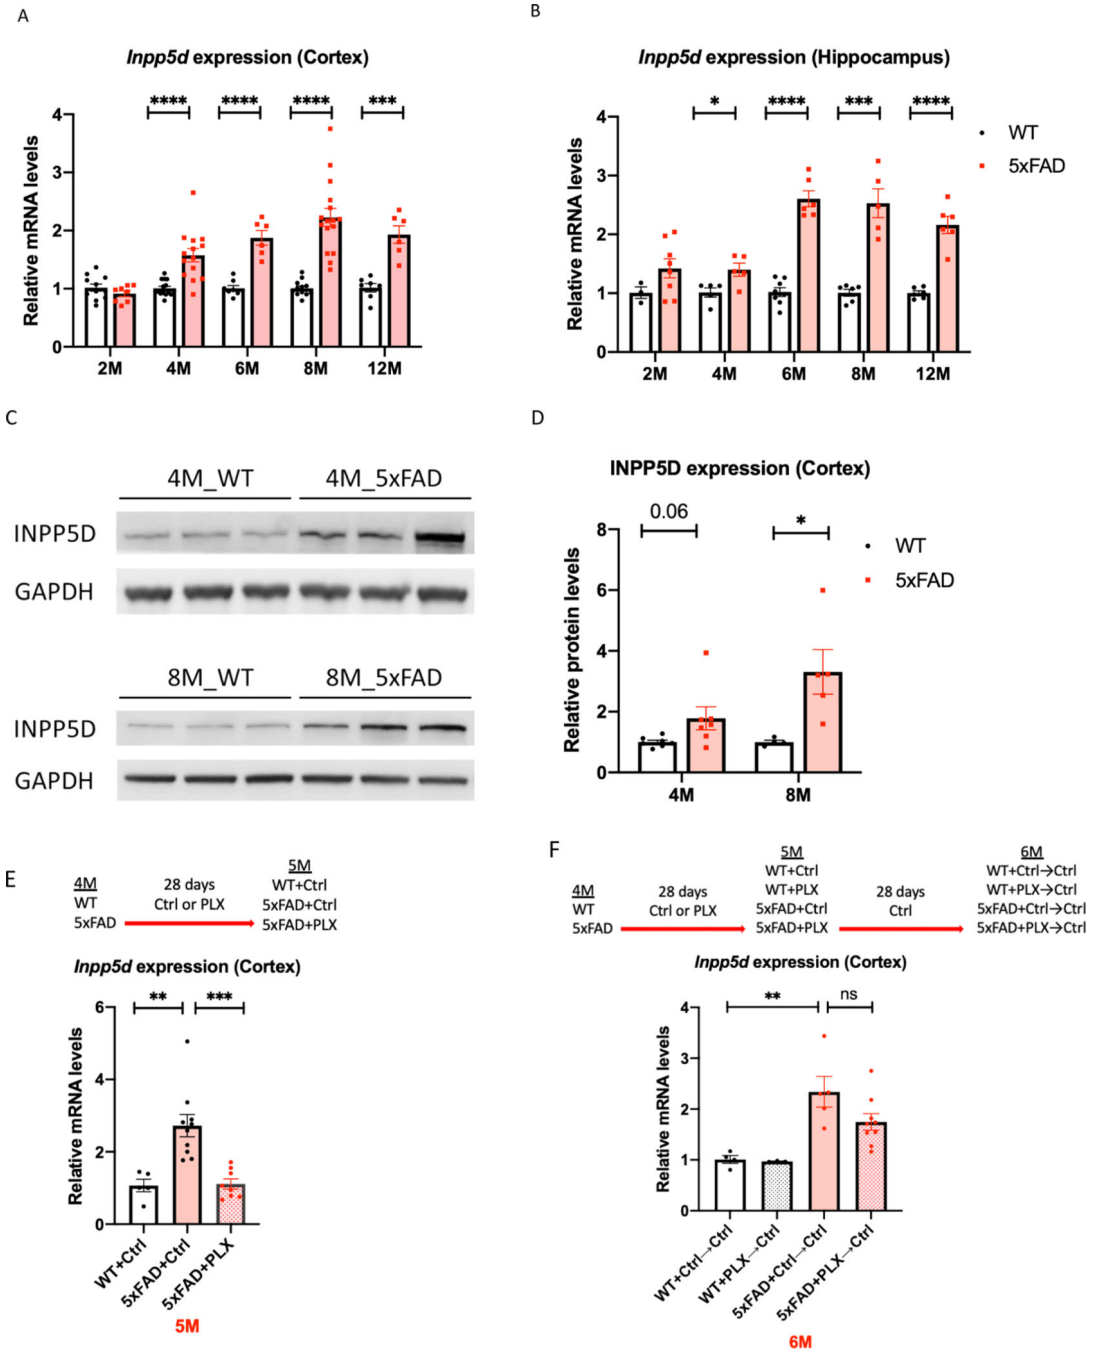 A
Inpp5d expression (Cortex)
**** **** **** ***
Relative mRNA levels
4
3
2
1
0
2M 4M 6M 8M 12M
B
Inpp5d expression (Hippocampus)
* **** *** ****
Relative mRNA levels
4
3
2
1
0
2M 4M 6M 8M 12M
WT
5xFAD
C
4M_WT 4M_5xFAD
INPP5D
GAPDH
8M_WT 8M_5xFAD
INPP5D
GAPDH
D
INPP5D expression (Cortex)
0.06 *
Relative protein levels
8
6
4
2
0
4M 8M
WT
5xFAD
E
4M
WT
5xFAD
28 days
Ctrl or PLX
5M
WT+Ctrl
5xFAD+Ctrl
5xFAD+PLX
Inpp5d expression (Cortex)
** ***
Relative mRNA levels
6
4
2
0
WT+Ctrl
5xFAD+Ctrl
5xFAD+PLX
5M
F
4M
WT
5xFAD
28 days
Ctrl or PLX
5M
WT+Ctrl
WT+PLX
5xFAD+Ctrl
5xFAD+PLX
28 days
Ctrl
6M
WT+Ctrl→Ctrl
WT+PLX→Ctrl
5xFAD+Ctrl→Ctrl
5xFAD+PLX→Ctrl
Inpp5d expression (Cortex)
** ns
Relative mRNA levels
4
3
2
1
0
WT+Ctrl→Ctrl
WT+PLX→Ctrl
5xFAD+Ctrl→Ctrl
5xFAD+PLX→Ctrl
6M